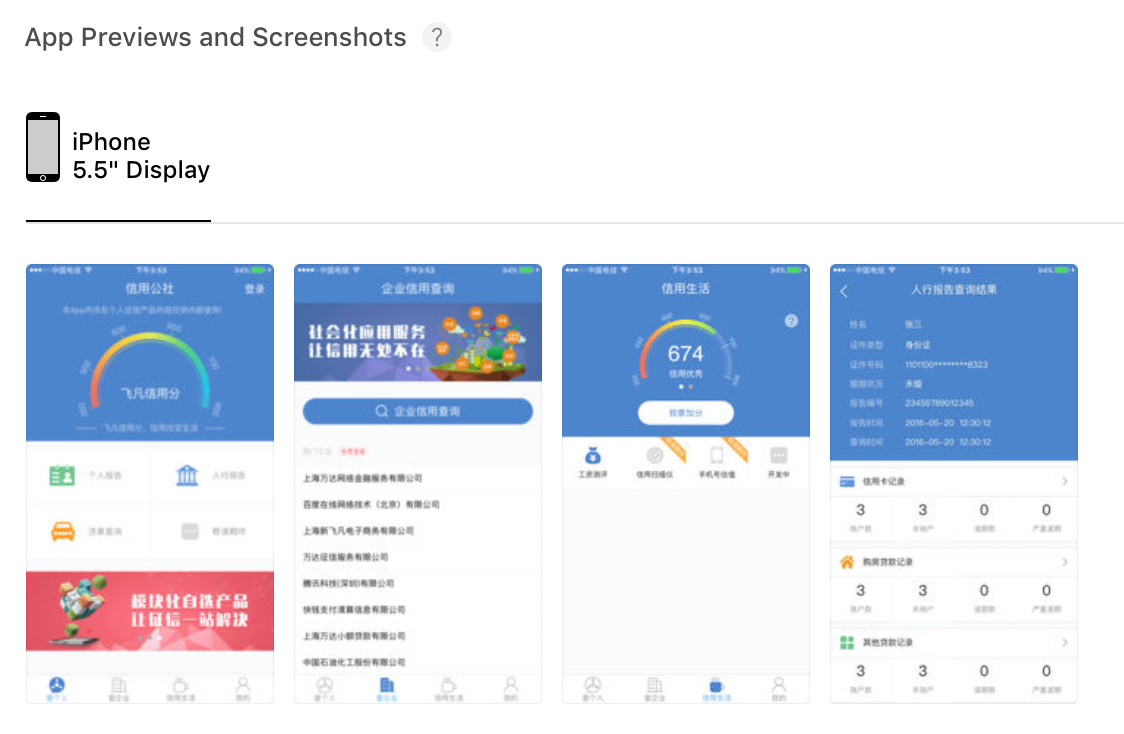 App Previews and Screenshots ?
iPhone
5.5" Display
中国电信 下午3:53 94%
信用公社 登录
本App内涉及个人征信产品内容仅供内部使用!
600 650
700
飞凡信用分
飞凡信用分,信用改变生活
个人报告 人行报告
违章查询 敬请期待
模块化自选产品
让征信一站解决
查个人 查企业 信用生活 我的
中国电信 下午3:53 94%
企业信用查询
社会化应用服务
让信用无处不在
企业信用查询
热门企业 免费查看
上海万达网络金融服务有限公司
百度在线网络技术(北京)有限公司
上海新飞凡电子商务有限公司
万达征信服务有限公司
腾讯科技(深圳)有限公司
快钱支付清算信息有限公司
上海万达小额贷款有限公司
中国石油化工股份有限公司
查个人 查企业 信用生活 我的
中国电信 下午3:53 94%
信用生活
?
674
信用优秀
我要加分
工资测评 信用扫描仪 手机号估值 开发中
查个人 查企业 信用生活 我的
中国电信 下午3:53 94%
人行报告查询结果
姓名 张三
证件类型 身份证
证件号码 1101100********8323
婚姻状况 未婚
报告编号 23456789012345
报告时间 2016-05-20 12:30:12
查询时间 2016-05-20 12:30:12
信用卡记录
3 3 0 0
账户数 未销户 逾期数 严重逾期
购房贷款记录
3 3 0 0
账户数 未销户 逾期数 严重逾期
其他贷款记录
3 3 0 0
账户数 未销户 逾期数 严重逾期